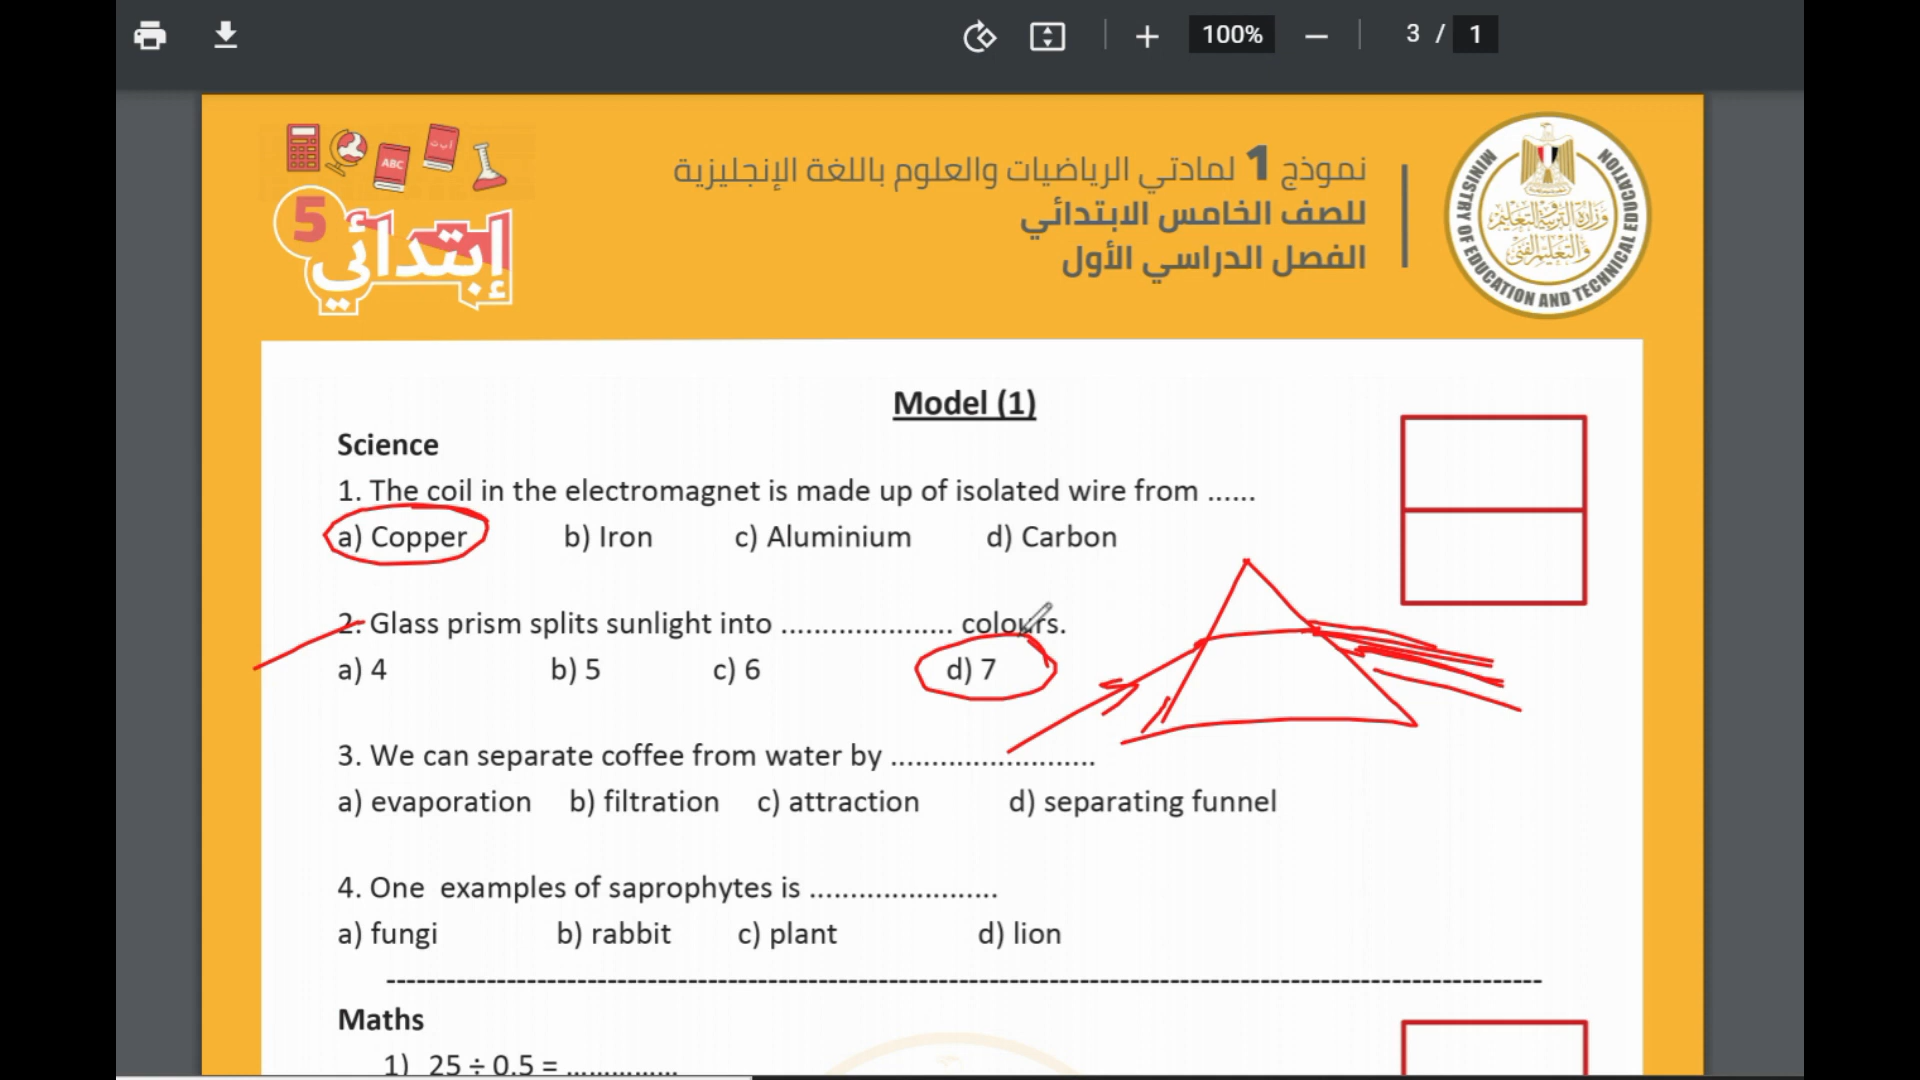 100%
3 / 1
ABC
أ ب ت
5
إبتدائي
نموذج 1 لمادتي الرياضيات والعلوم باللغة الإنجليزية
للصف الخامس الابتدائي
الفصل الدراسي الأول
MINISTRY OF EDUCATION AND TECHNICAL EDUCATION
وزارة التربية والتعليم
والتعليم الفني
Model (1)
Science
1. The coil in the electromagnet is made up of isolated wire from ......
a) Copper b) Iron c) Aluminium d) Carbon
2. Glass prism splits sunlight into ..................... colours.
a) 4 b) 5 c) 6 d) 7
3. We can separate coffee from water by .........................
a) evaporation b) filtration c) attraction d) separating funnel
4. One examples of saprophytes is .......................
a) fungi b) rabbit c) plant d) lion
Maths
1) 25 ÷ 0.5 = ..............